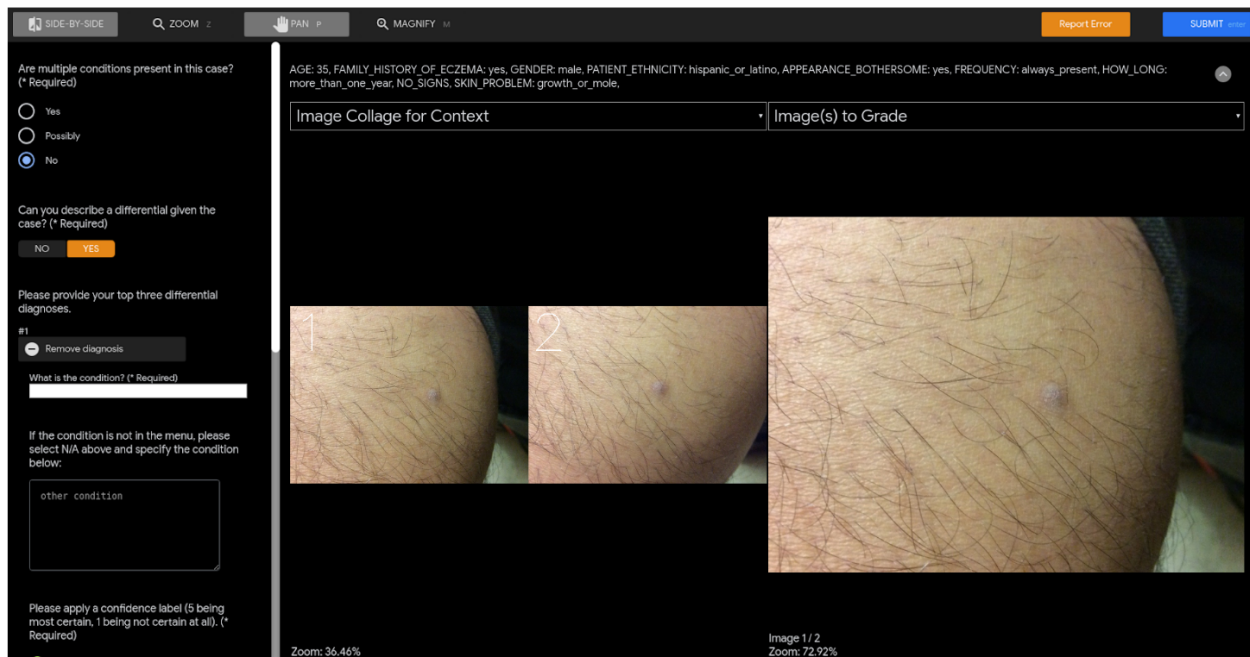 SIDE-BY-SIDE ZOOM Z PAN P MAGNIFY M Report Error SUBMIT enter
Are multiple conditions present in this case?
(* Required)
Yes
Possibly
No
Can you describe a differential given the
case? (* Required)
NO YES
Please provide your top three differential
diagnoses.
#1
Remove diagnosis
What is the condition? (* Required)
If the condition is not in the menu, please
select N/A above and specify the condition
below:
other condition
Please apply a confidence label (5 being
most certain, 1 being not certain at all). (*
Required)
AGE: 35, FAMILY_HISTORY_OF_ECZEMA: yes, GENDER: male, PATIENT_ETHNICITY: hispanic_or_latino, APPEARANCE_BOTHERSOME: yes, FREQUENCY: always_present, HOW_LONG:
more_than_one_year, NO_SIGNS, SKIN_PROBLEM: growth_or_mole,
Image Collage for Context
Image(s) to Grade
1
2
Zoom: 36.46%
Image 1 / 2
Zoom: 72.92%